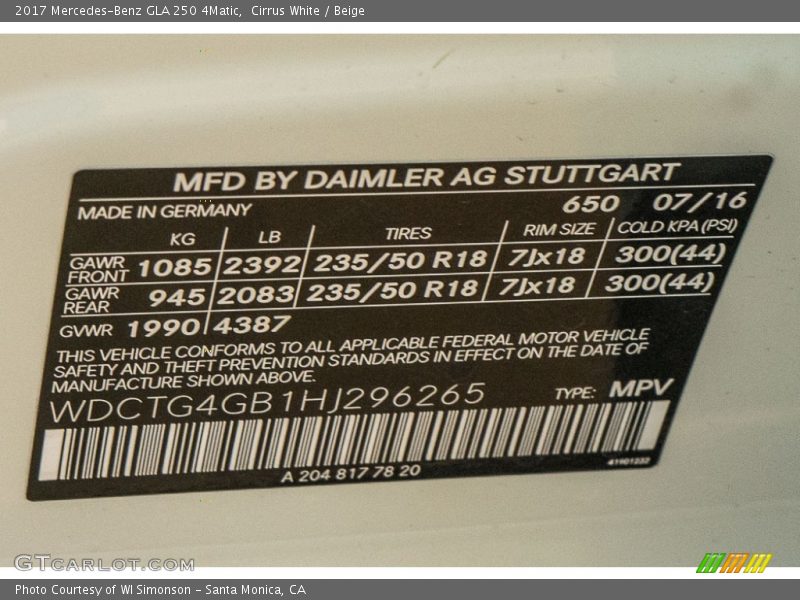 2017 Mercedes-Benz GLA 250 4Matic,  Cirrus White / Beige
MFD BY DAIMLER AG STUTTGART
MADE IN GERMANY 650 07/16
KG LB TIRES RIM SIZE COLD KPA (PSI)
GAWR FRONT 1085 2392 235/50 R18 7Jx18 300(44)
GAWR REAR 945 2083 235/50 R18 7Jx18 300(44)
GVWR 1990 4387
THIS VEHICLE CONFORMS TO ALL APPLICABLE FEDERAL MOTOR VEHICLE
SAFETY AND THEFT PREVENTION STANDARDS IN EFFECT ON THE DATE OF
MANUFACTURE SHOWN ABOVE.
WDCTG4GB1HJ296265 TYPE: MPV
A 204 817 78 20
GTCARLOT.COM
Photo Courtesy of WI Simonson - Santa Monica, CA